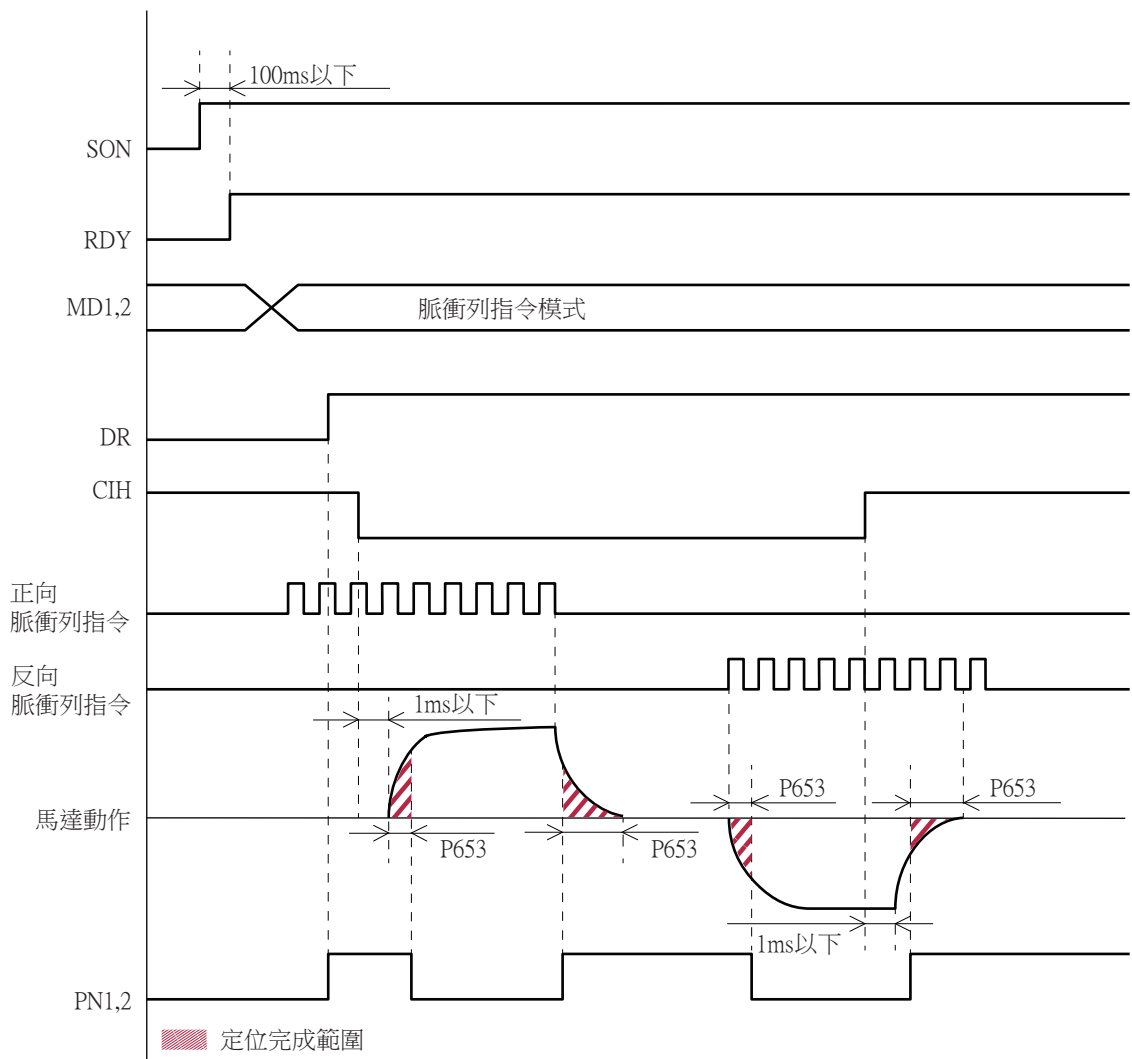 100ms以下
SON
RDY
MD1,2
脈衝列指令模式
DR
CIH
正向
脈衝列指令
反向
脈衝列指令
1ms以下
P653
P653
馬達動作
P653
P653
1ms以下
PN1,2
定位完成範圍